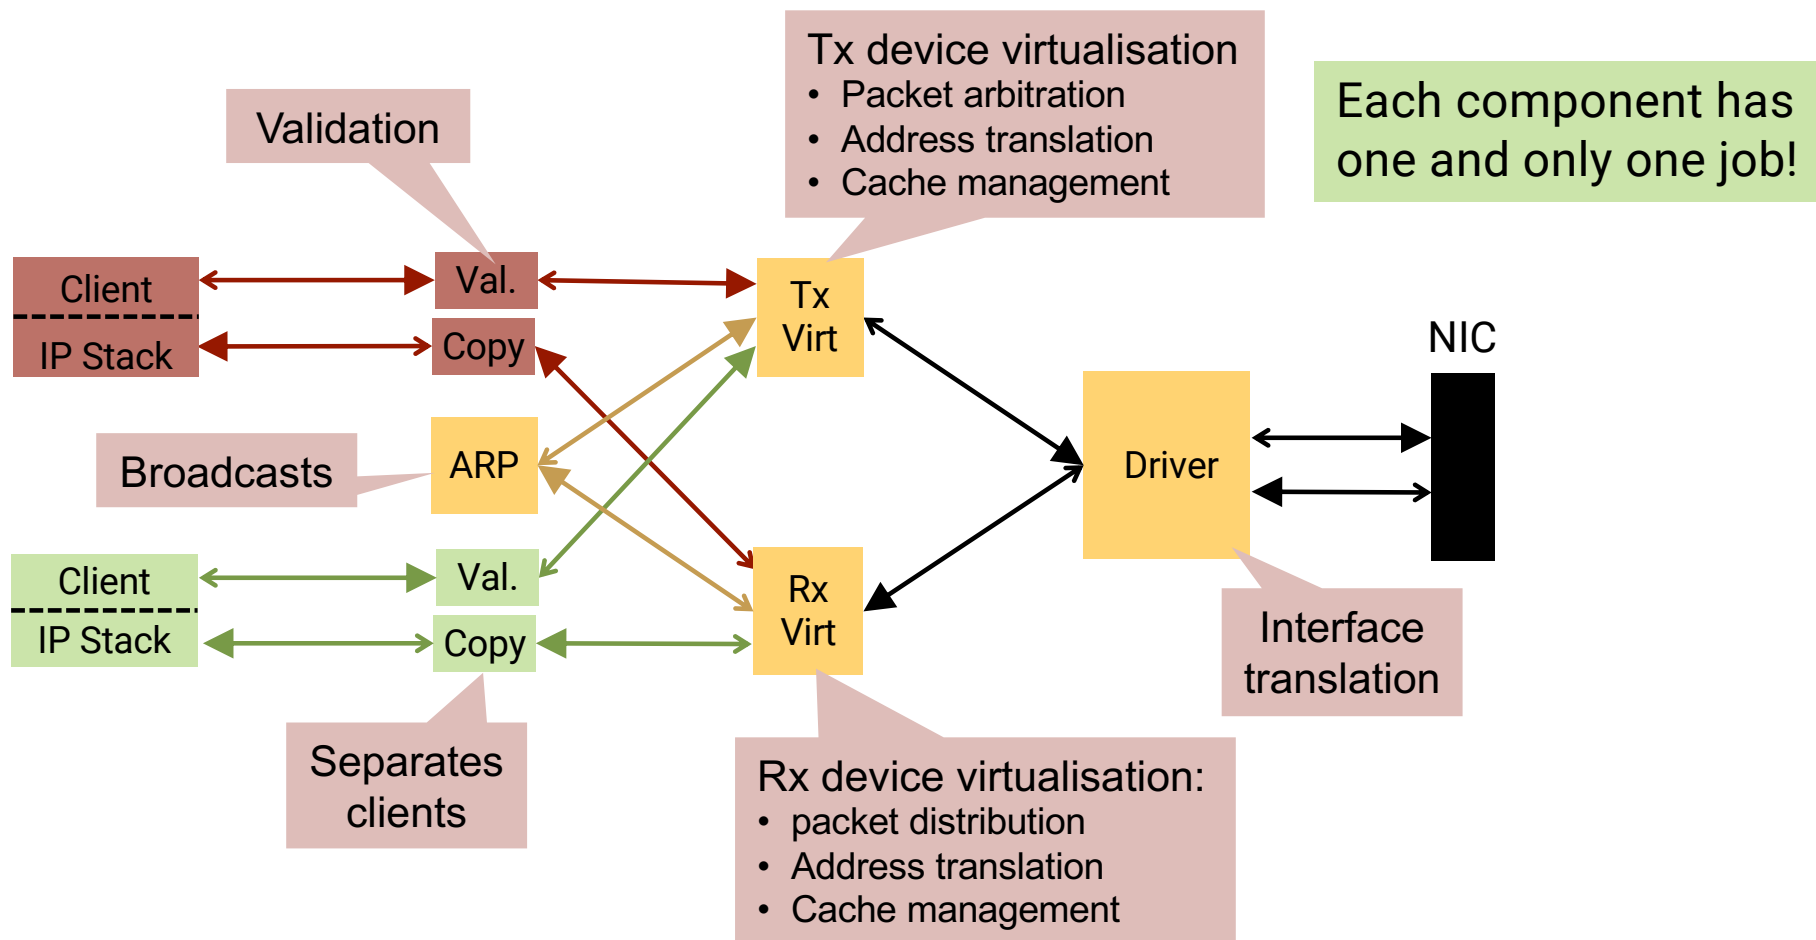 Tx device virtualisation
• Packet arbitration
• Address translation
• Cache management
Each component has
one and only one job!
Validation
Client
IP Stack
Val.
Copy
Tx
Virt
NIC
Broadcasts
ARP
Driver
Client
IP Stack
Val.
Copy
Rx
Virt
Interface
translation
Separates
clients
Rx device virtualisation:
• packet distribution
• Address translation
• Cache management